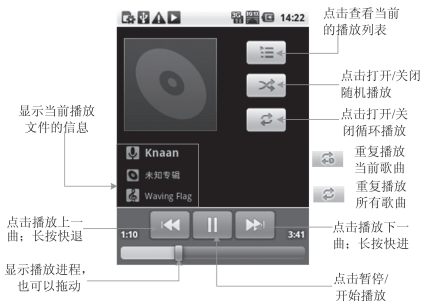 14:22
点击查看当前
的播放列表
点击打开/关闭
随机播放
点击打开/关
闭循环播放
显示当前播放
文件的信息
Knaan
未知专辑
Waving Flag
重复播放
当前歌曲
重复播放
所有歌曲
点击播放上一
曲；长按快退
1:10
3:41
点击播放下一
曲；长按快进
显示播放进程，
也可以拖动
点击暂停/
开始播放